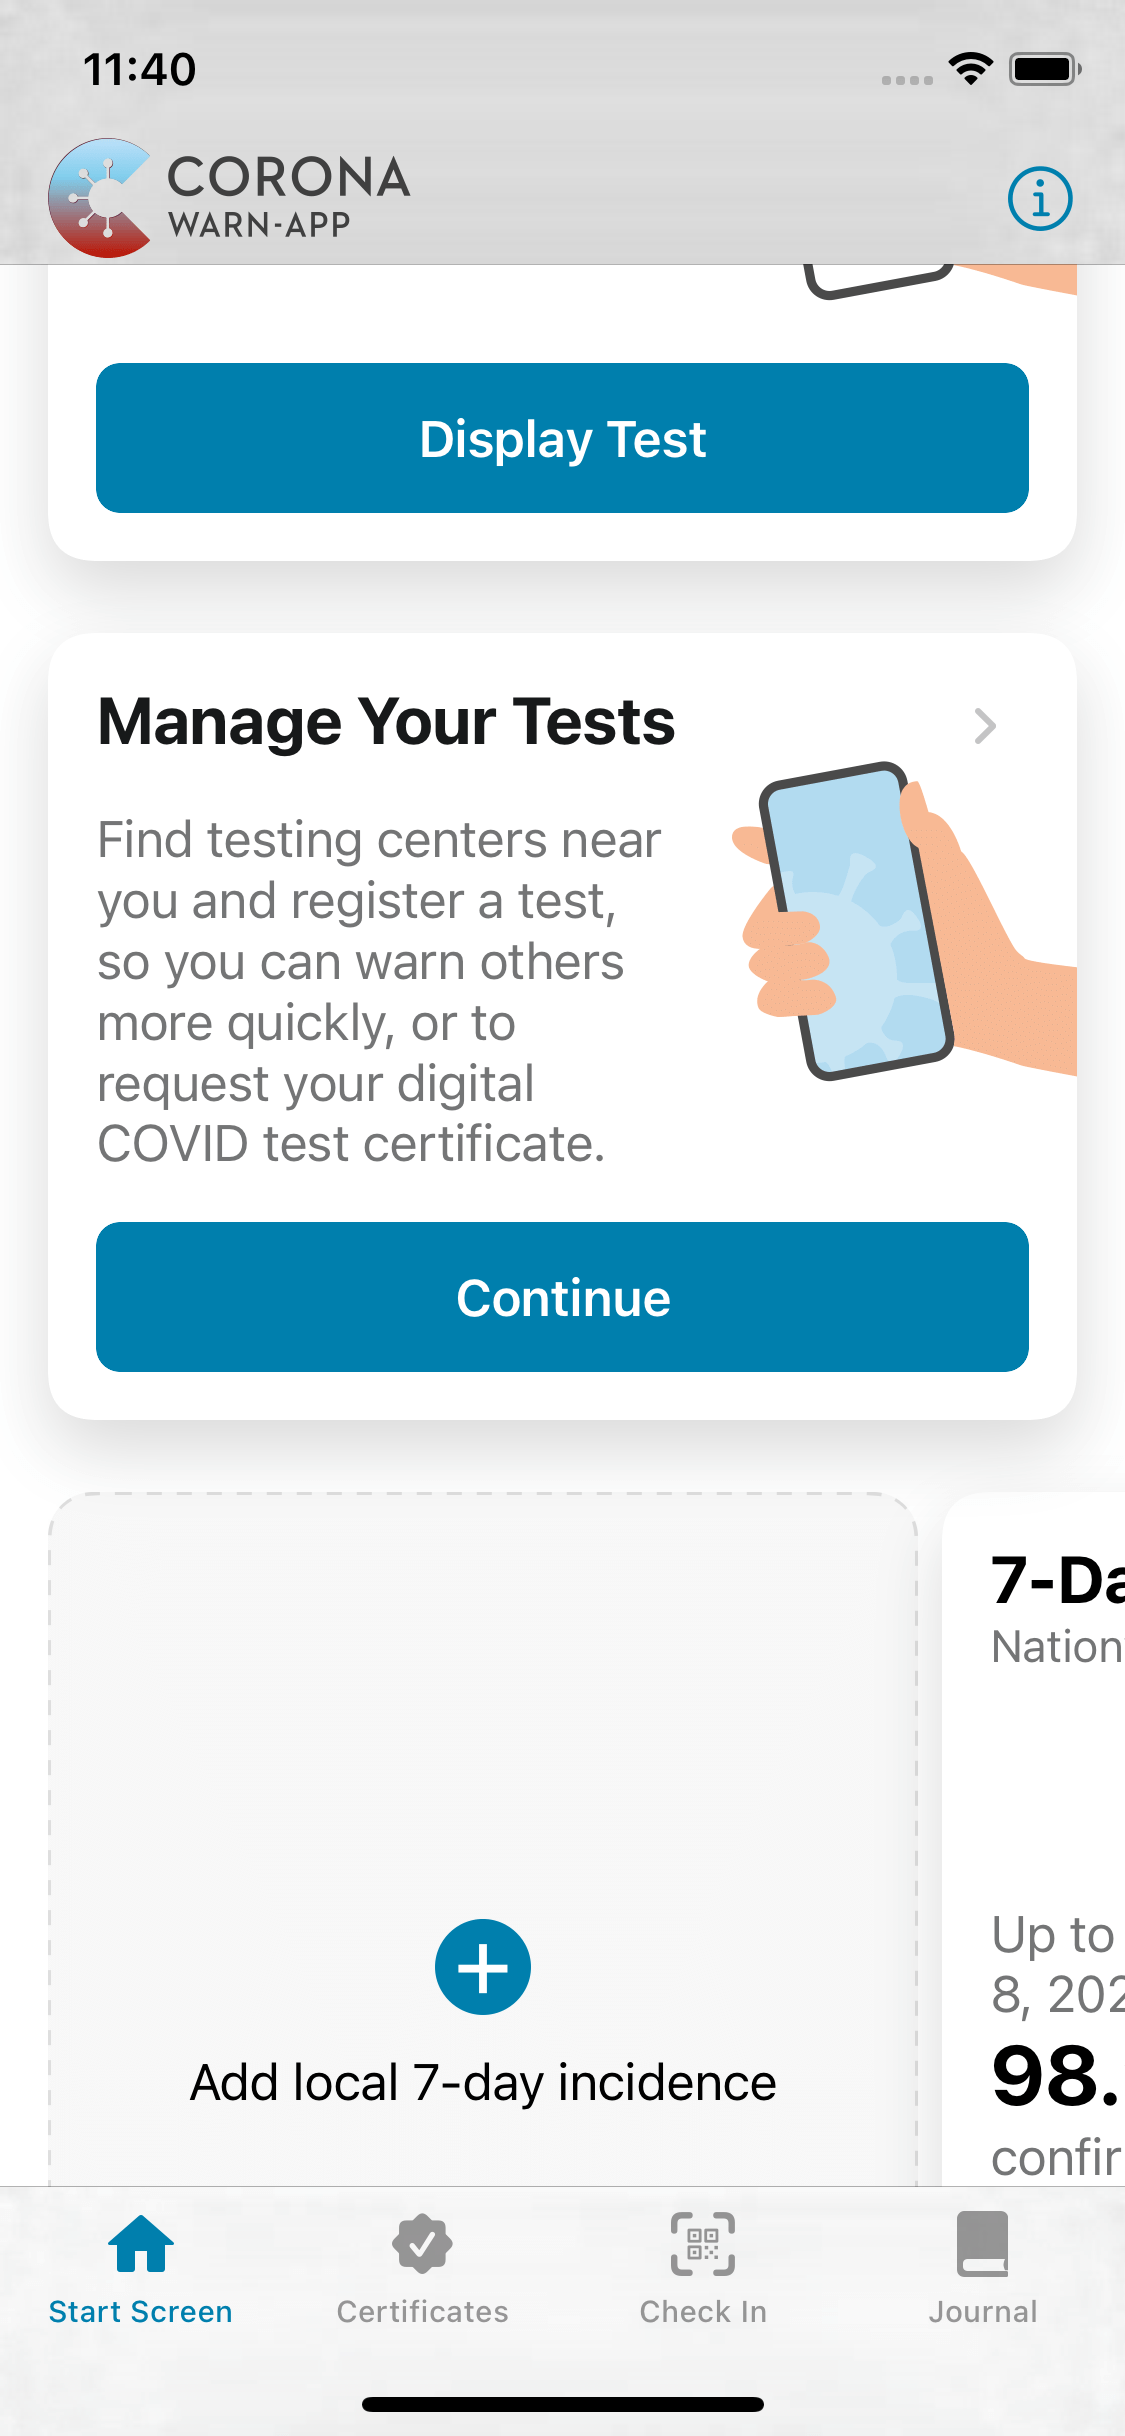 11:40
CORONA
WARN-APP
Display Test
Manage Your Tests
Find testing centers near
you and register a test,
so you can warn others
more quickly, or to
request your digital
COVID test certificate.
Continue
Add local 7-day incidence
7-Da
Nation
Up to
8, 202
98.
confir
Start Screen
Certificates
Check In
Journal